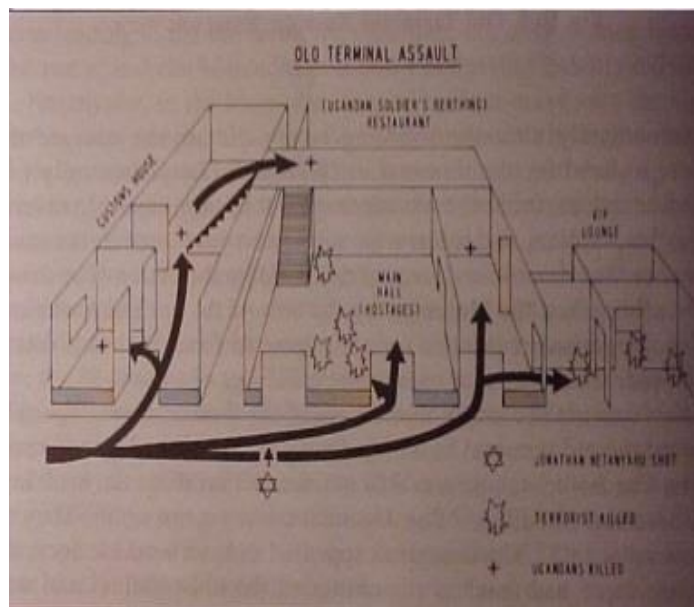 OLD TERMINAL ASSAULT
(UGANDAN SOLDIER'S BERTHING)
RESTAURANT
CUSTOMS HOUSE
VIP
LOUNGE
MAIN
HALL
(HOSTAGES)
JONATHAN NETANYAHU SHOT
TERRORIST KILLED
UGANDANS KILLED